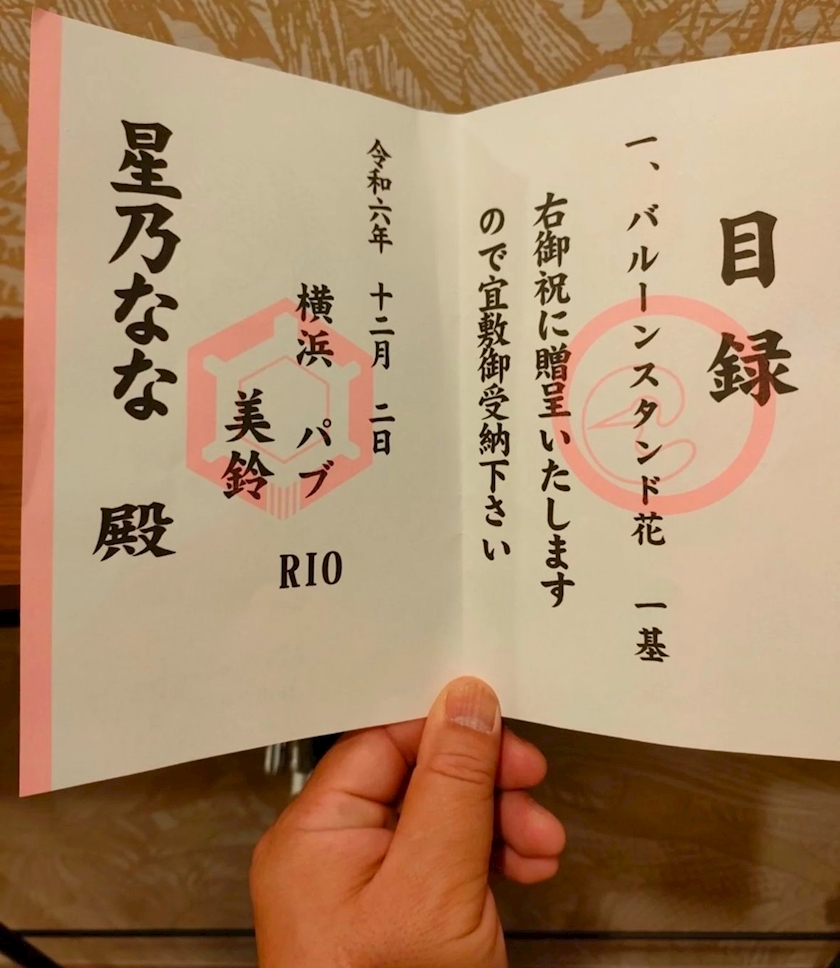 目録
一、バルーンスタンド花 一基
右御祝に贈呈いたします
ので宜敷御受納下さい
令和六年 十二月 二日
横浜 パブ RIO
美鈴
星乃なな 殿